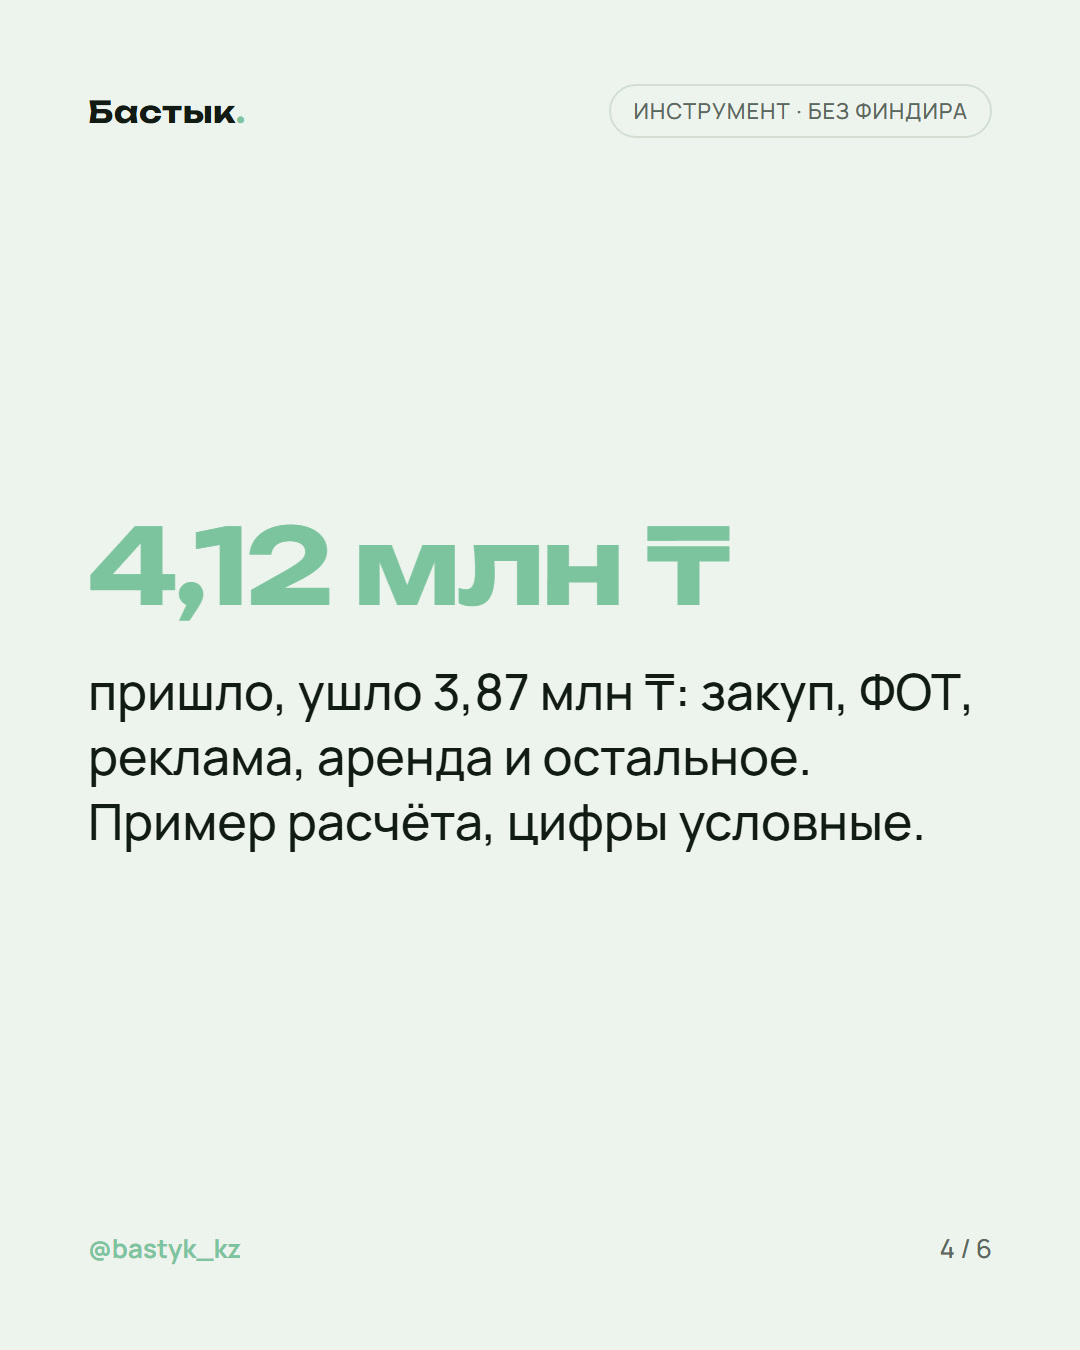 Бастык.
ИНСТРУМЕНТ · БЕЗ ФИНДИРА
4,12 млн ₸
пришло, ушло 3,87 млн ₸: закуп, ФОТ,
реклама, аренда и остальное.
Пример расчёта, цифры условные.
@bastyk_kz
4 / 6